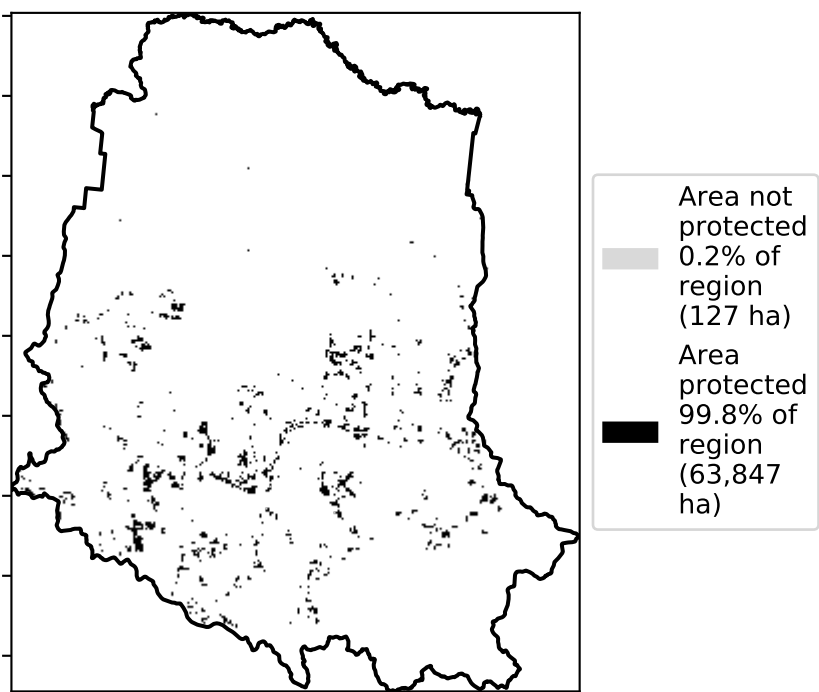 Area not
protected
0.2% of
region
(127 ha)
Area
protected
99.8% of
region
(63,847
ha)